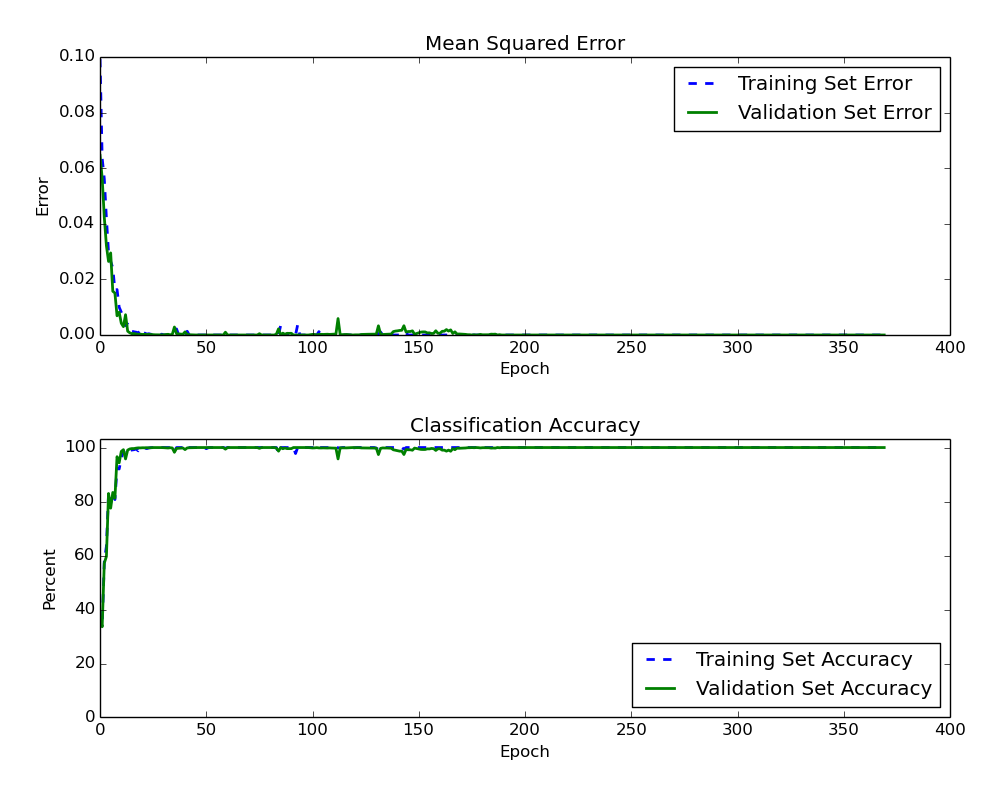 Mean Squared Error
0.10
0.08
0.06
0.04
0.02
0.00
Error
Training Set Error
Validation Set Error
0 50 100 150 200 250 300 350 400
Epoch
Classification Accuracy
100
80
60
40
20
0
Percent
Training Set Accuracy
Validation Set Accuracy
0 50 100 150 200 250 300 350 400
Epoch